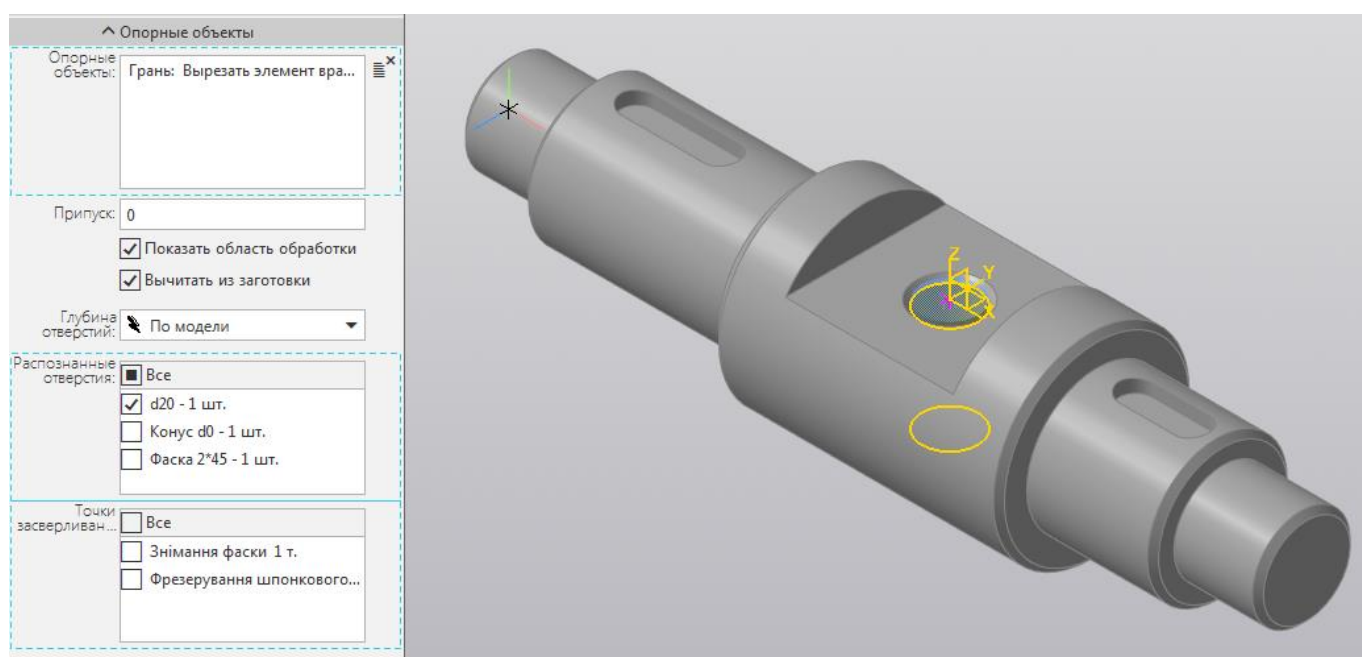 Опорные объекты
Опорные
объекты:
Грань: Вырезать элемент вра...
Припуск:
0
Показать область обработки
Вычитать из заготовки
Глубина
отверстий:
По модели
Распознанные
отверстия:
Все
d20 - 1 шт.
Конус d0 - 1 шт.
Фаска 2*45 - 1 шт.
Точки
засверливан...
Все
Знімання фаски 1 т.
Фрезерування шпонкового...
Z
Y
X